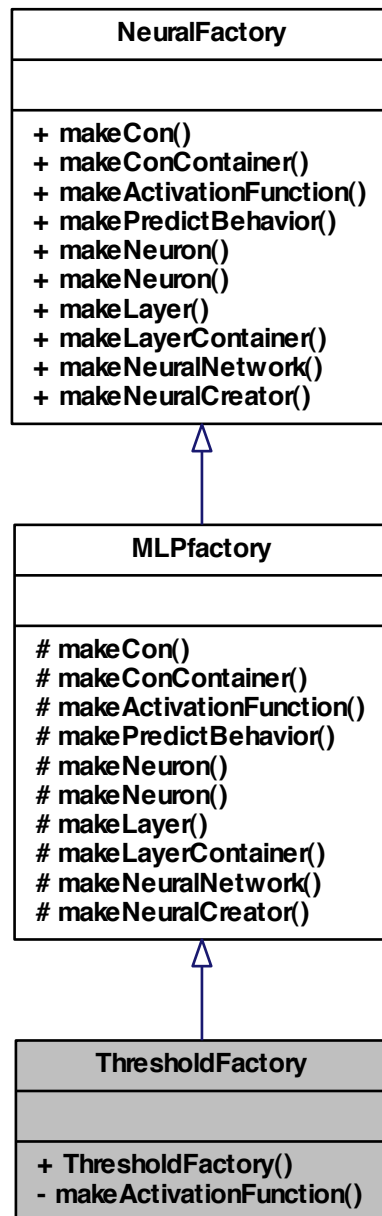 NeuralFactory
+ makeCon()
+ makeConContainer()
+ makeActivationFunction()
+ makePredictBehavior()
+ makeNeuron()
+ makeNeuron()
+ makeLayer()
+ makeLayerContainer()
+ makeNeuralNetwork()
+ makeNeuralCreator()
MLPfactory
# makeCon()
# makeConContainer()
# makeActivationFunction()
# makePredictBehavior()
# makeNeuron()
# makeNeuron()
# makeLayer()
# makeLayerContainer()
# makeNeuralNetwork()
# makeNeuralCreator()
ThresholdFactory
+ ThresholdFactory()
- makeActivationFunction()